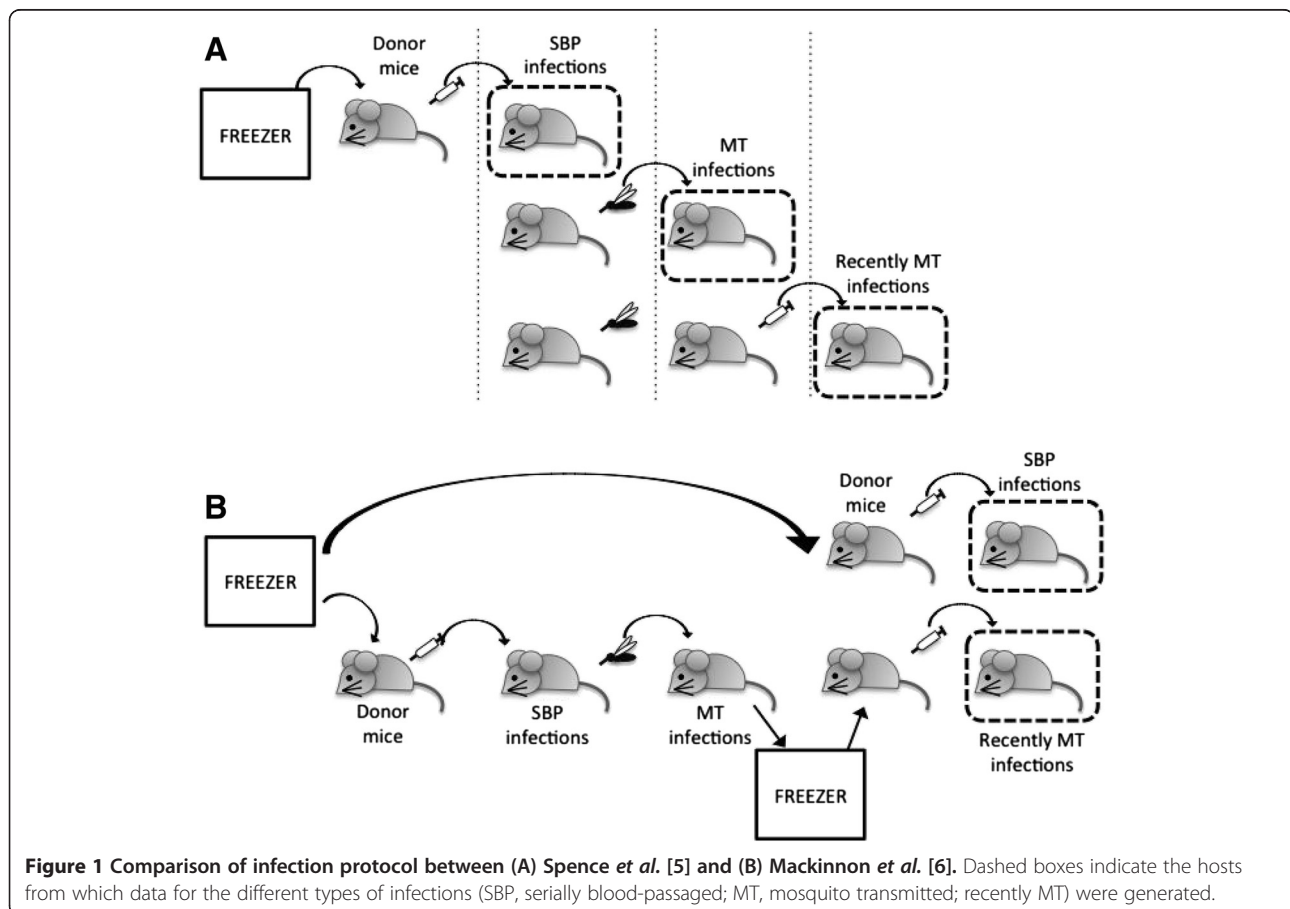 A
Donor
mice
SBP
infections
FREEZER
MT
infections
Recently MT
infections
B
SBP
infections
Donor
mice
FREEZER
Donor
mice
SBP
infections
MT
infections
Recently MT
infections
FREEZER
Figure 1 Comparison of infection protocol between (A) Spence et al. [5] and (B) Mackinnon et al. [6]. Dashed boxes indicate the hosts
from which data for the different types of infections (SBP, serially blood-passaged; MT, mosquito transmitted; recently MT) were generated.